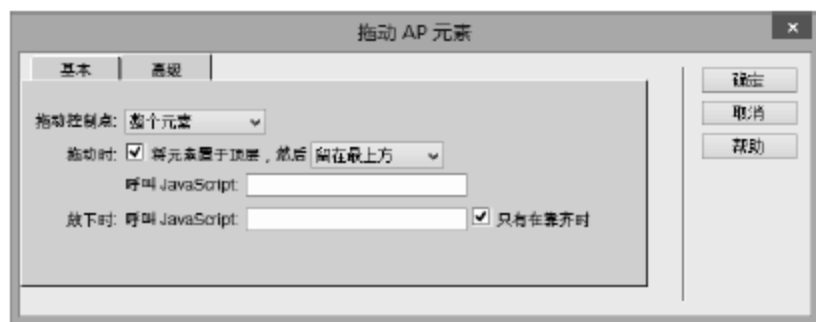 拖动 AP 元素
×
基本 高级
确定
取消
帮助
拖动控制点: 整个元素
拖动时: 将元素置于顶层，然后 留在最上方
呼叫 JavaScript:
放下时: 呼叫 JavaScript: 只有在靠齐时